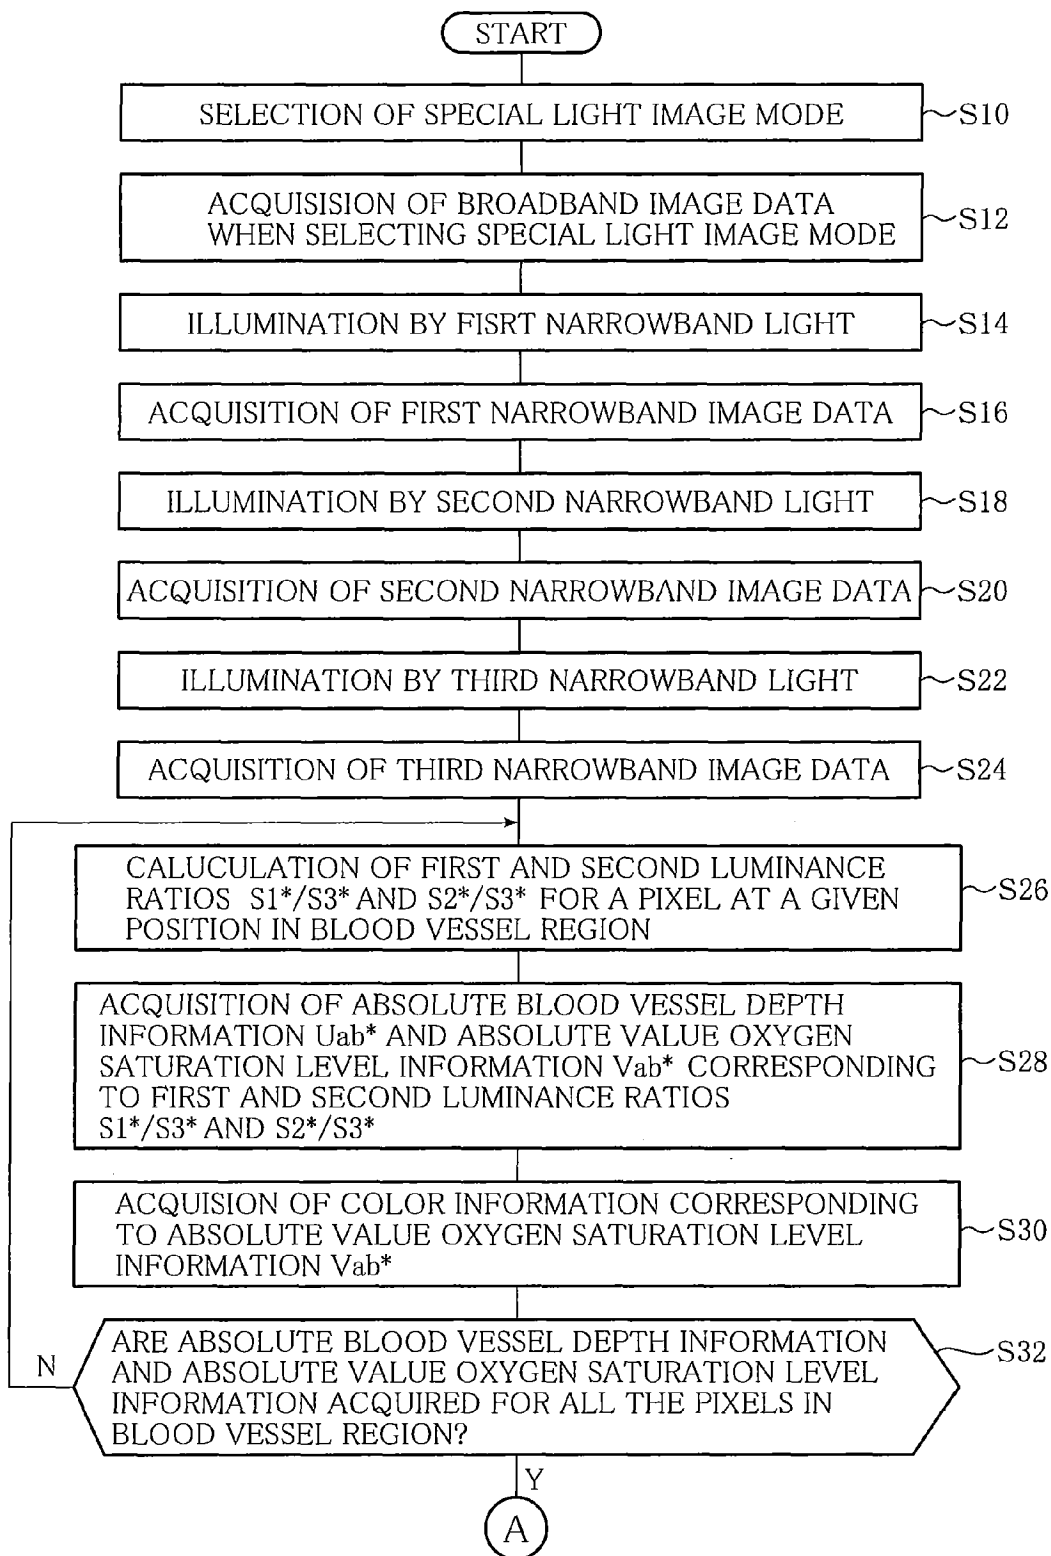 START
SELECTION OF SPECIAL LIGHT IMAGE MODE
S10
ACQUISISION OF BROADBAND IMAGE DATA
WHEN SELECTING SPECIAL LIGHT IMAGE MODE
S12
ILLUMINATION BY FISRT NARROWBAND LIGHT
S14
ACQUISITION OF FIRST NARROWBAND IMAGE DATA
S16
ILLUMINATION BY SECOND NARROWBAND LIGHT
S18
ACQUISITION OF SECOND NARROWBAND IMAGE DATA
S20
ILLUMINATION BY THIRD NARROWBAND LIGHT
S22
ACQUISITION OF THIRD NARROWBAND IMAGE DATA
S24
CALUCULATION OF FIRST AND SECOND LUMINANCE
RATIOS S1*/S3* AND S2*/S3* FOR A PIXEL AT A GIVEN
POSITION IN BLOOD VESSEL REGION
S26
ACQUISITION OF ABSOLUTE BLOOD VESSEL DEPTH
INFORMATION Uab* AND ABSOLUTE VALUE OXYGEN
SATURATION LEVEL INFORMATION Vab* CORRESPONDING
TO FIRST AND SECOND LUMINANCE RATIOS
S1*/S3* AND S2*/S3*
S28
ACQUISION OF COLOR INFORMATION CORRESPONDING
TO ABSOLUTE VALUE OXYGEN SATURATION LEVEL
INFORMATION Vab*
S30
ARE ABSOLUTE BLOOD VESSEL DEPTH INFORMATION
AND ABSOLUTE VALUE OXYGEN SATURATION LEVEL
INFORMATION ACQUIRED FOR ALL THE PIXELS IN
BLOOD VESSEL REGION?
S32
N
Y
A